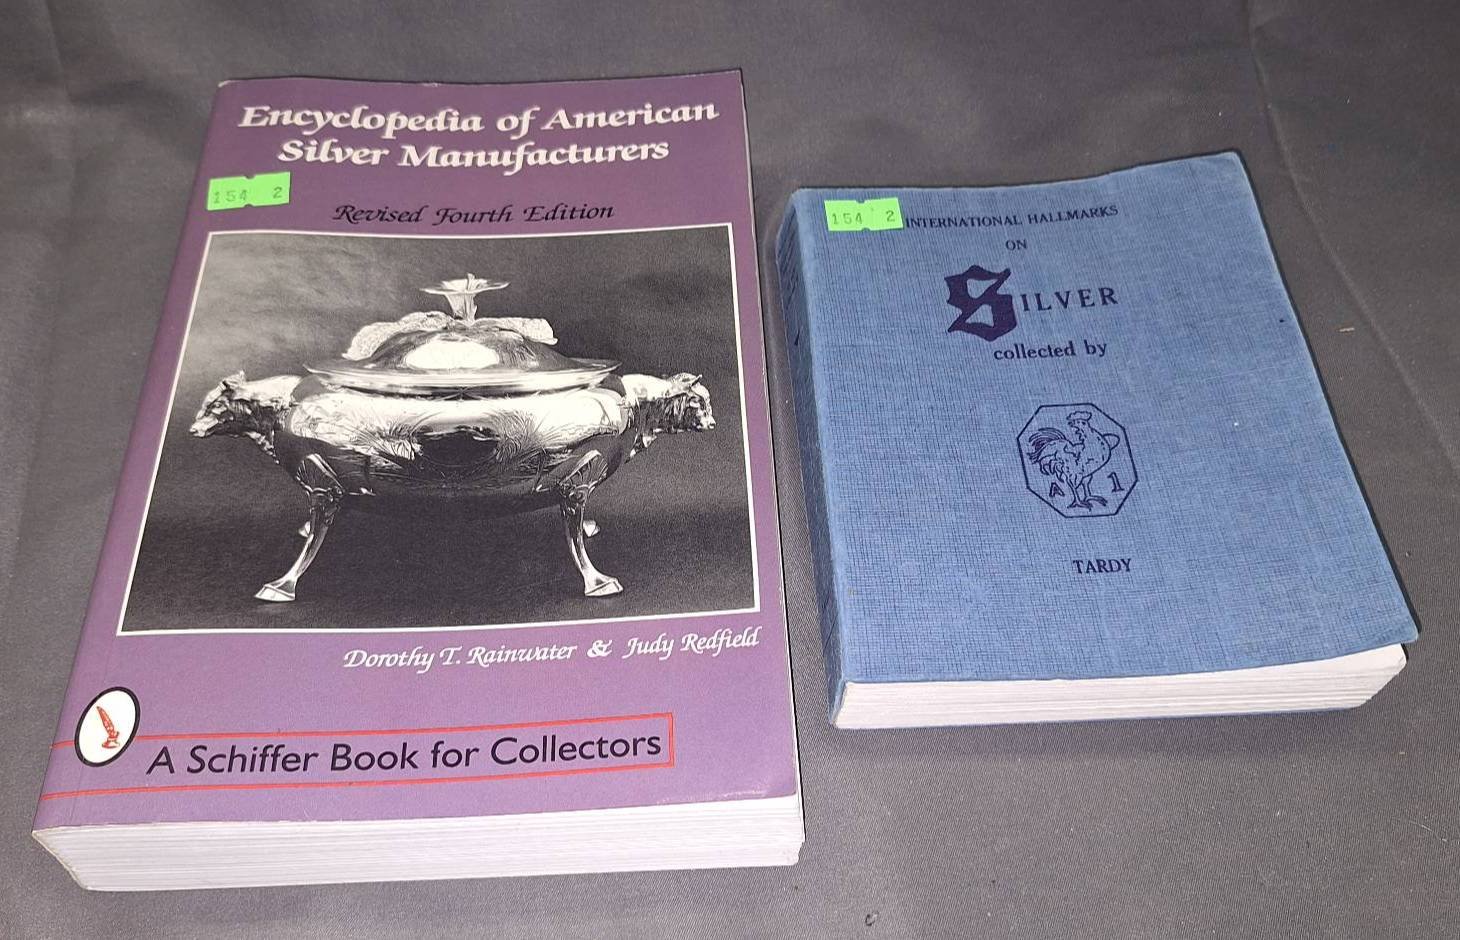 Encyclopedia of American
Silver Manufacturers
154 2
Revised Fourth Edition
Dorothy T. Rainwater & Judy Redfield
A Schiffer Book for Collectors
154 2
INTERNATIONAL HALLMARKS
ON
SILVER
collected by
A 1
TARDY